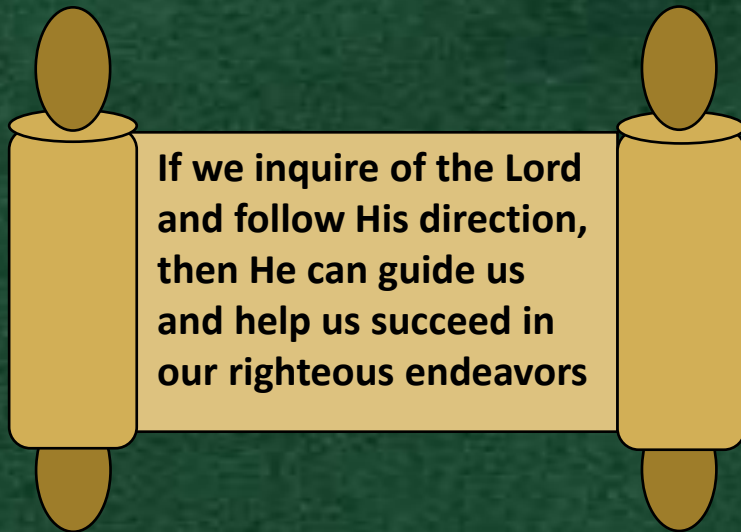 If we inquire of the Lord
and follow His direction,
then He can guide us
and help us succeed in
our righteous endeavors